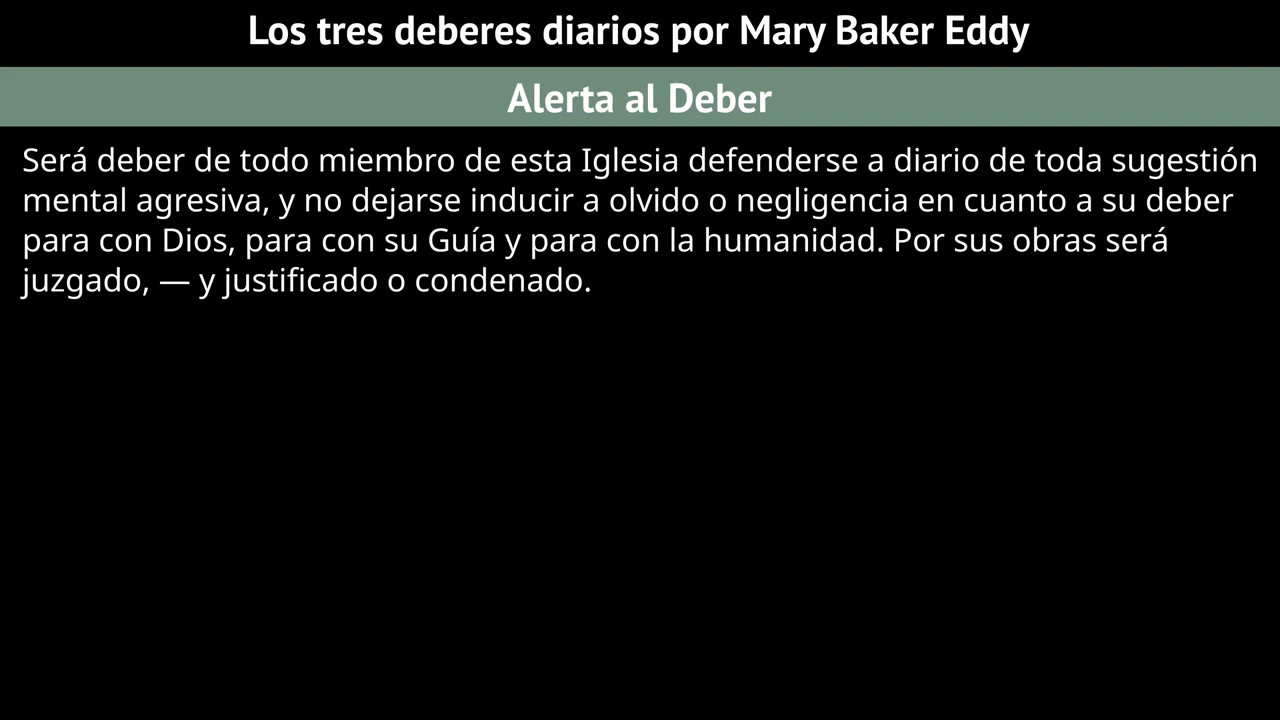 Los tres deberes diarios por Mary Baker Eddy
Alerta al Deber
Será deber de todo miembro de esta Iglesia defenderse a diario de toda sugestión
mental agresiva, y no dejarse inducir a olvido o negligencia en cuanto a su deber
para con Dios, para con su Guía y para con la humanidad. Por sus obras será
juzgado, — y justificado o condenado.